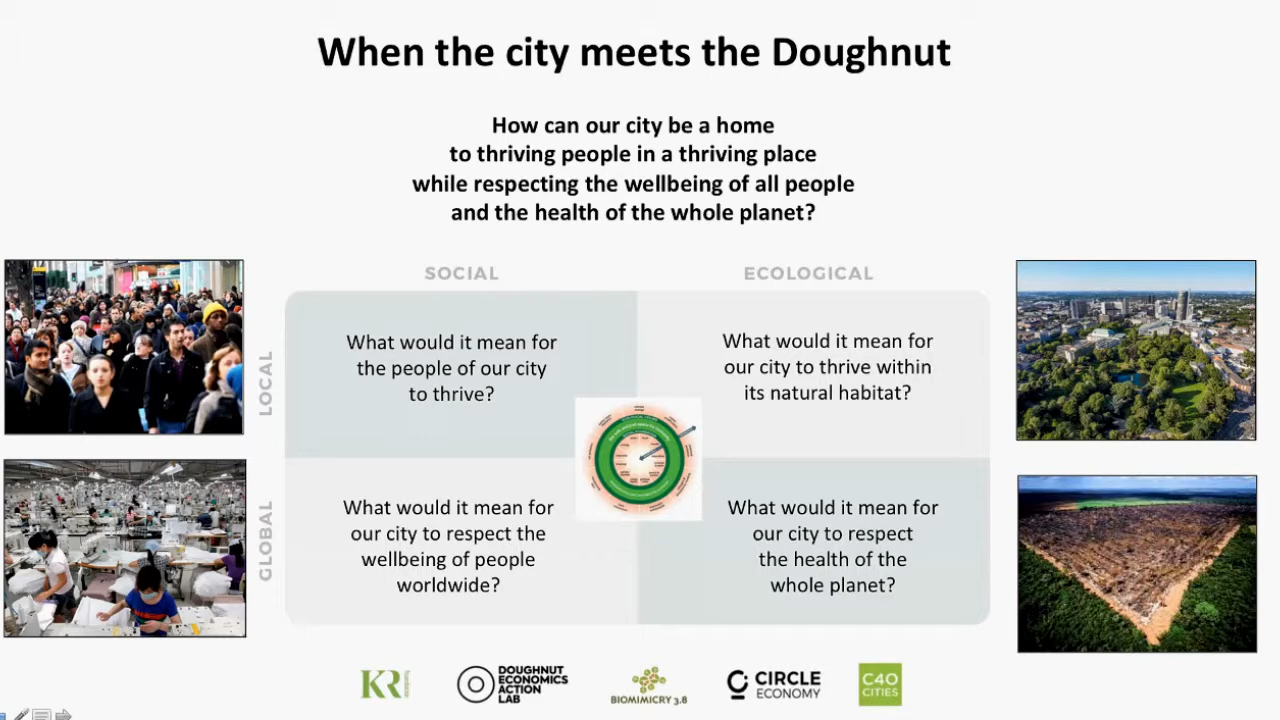 When the city meets the Doughnut
How can our city be a home
to thriving people in a thriving place
while respecting the wellbeing of all people
and the health of the whole planet?
SOCIAL
ECOLOGICAL
LOCAL
What would it mean for
the people of our city
to thrive?
What would it mean for
our city to thrive within
its natural habitat?
GLOBAL
What would it mean for
our city to respect the
wellbeing of people
worldwide?
What would it mean for
our city to respect
the health of the
whole planet?
KR
DOUGHNUT
ECONOMICS
ACTION
LAB
BIOMIMICRY 3.8
CIRCLE
ECONOMY
C40
CITIES